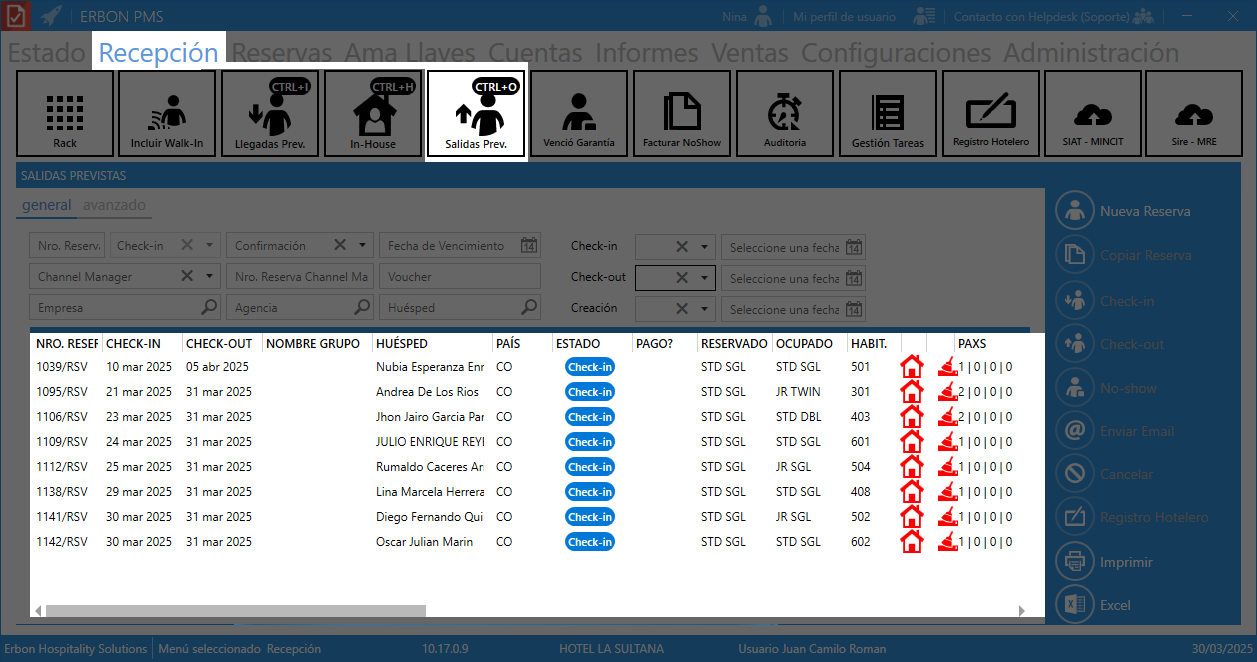 ERBON PMS
Nina
Mi perfil de usuario
Contacto con Helpdesk (Soporte)
Estado Recepción Reservas Ama Llaves Cuentas Informes Ventas Configuraciones Administración
CTRL+I CTRL+H CTRL+O
Rack Incluir Walk-In Llegadas Prev. In-House Salidas Prev. Venció Garantía Facturar NoShow Auditoria Gestión Tareas Registro Hotelero SIAT - MINCIT Sire - MRE
SALIDAS PREVISTAS
general avanzado
Nro. Reserva Check-in Confirmación Fecha de Vencimiento 14 Check-in Seleccione una fecha 14
Channel Manager Nro. Reserva Channel Ma Voucher Check-out Seleccione una fecha 14
Empresa Agencia Huésped Creación Seleccione una fecha 14
NRO. RESER CHECK-IN CHECK-OUT NOMBRE GRUPO HUÉSPED PAÍS ESTADO PAGO? RESERVADO OCUPADO HABIT. PAXS
1039/RSV 10 mar 2025 05 abr 2025 Nubia Esperanza Enr CO Check-in STD SGL STD SGL 501 1 | 0 | 0 | 0
1095/RSV 21 mar 2025 31 mar 2025 Andrea De Los Rios CO Check-in STD SGL JR TWIN 301 2 | 0 | 0 | 0
1106/RSV 23 mar 2025 31 mar 2025 Jhon Jairo Garcia Par CO Check-in STD SGL STD DBL 403 2 | 0 | 0 | 0
1109/RSV 24 mar 2025 31 mar 2025 JULIO ENRIQUE REYI CO Check-in STD SGL STD SGL 601 1 | 0 | 0 | 0
1112/RSV 25 mar 2025 31 mar 2025 Rumaldo Caceres Ar CO Check-in STD SGL JR SGL 504 1 | 0 | 0 | 0
1138/RSV 29 mar 2025 31 mar 2025 Lina Marcela Herrera CO Check-in STD SGL STD SGL 408 1 | 0 | 0 | 0
1141/RSV 30 mar 2025 31 mar 2025 Diego Fernando Qui CO Check-in STD SGL JR SGL 502 1 | 0 | 0 | 0
1142/RSV 30 mar 2025 31 mar 2025 Oscar Julian Marin CO Check-in STD SGL STD SGL 602 1 | 0 | 0 | 0
Nueva Reserva
Copiar Reserva
Check-in
Check-out
No-show
Enviar Email
Cancelar
Registro Hotelero
Imprimir
Excel
Erbon Hospitality Solutions Menú seleccionado Recepción 10.17.0.9 HOTEL LA SULTANA Usuario Juan Camilo Roman 30/03/2025